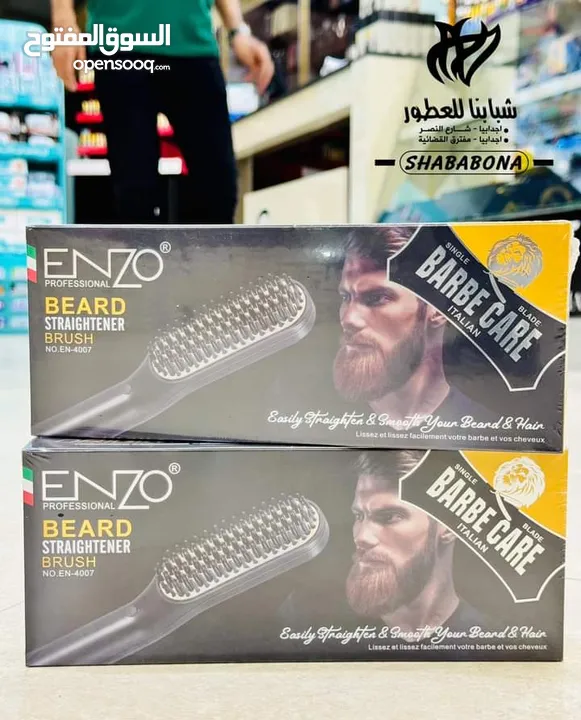 السوق المفتوح
opensooq.com
شبابنا للعطور
اجدابيا - شارع النصر
اجدابيا - مفترق القضائية
SHABABONA
ENZO®
PROFESSIONAL
BEARD
STRAIGHTENER
BRUSH
NO.EN-4007
SINGLE BLADE
BARBE CARE
ITALIAN
Easily Straighten & Smooth Your Beard & Hair
Lissez et lissez facilement votre barbe et vos cheveux
ENZO®
PROFESSIONAL
BEARD
STRAIGHTENER
BRUSH
NO.EN-4007
SINGLE BLADE
BARBE CARE
ITALIAN
Easily Straighten & Smooth Your Beard & Hair
Lissez et lissez facilement votre barbe et vos cheveux